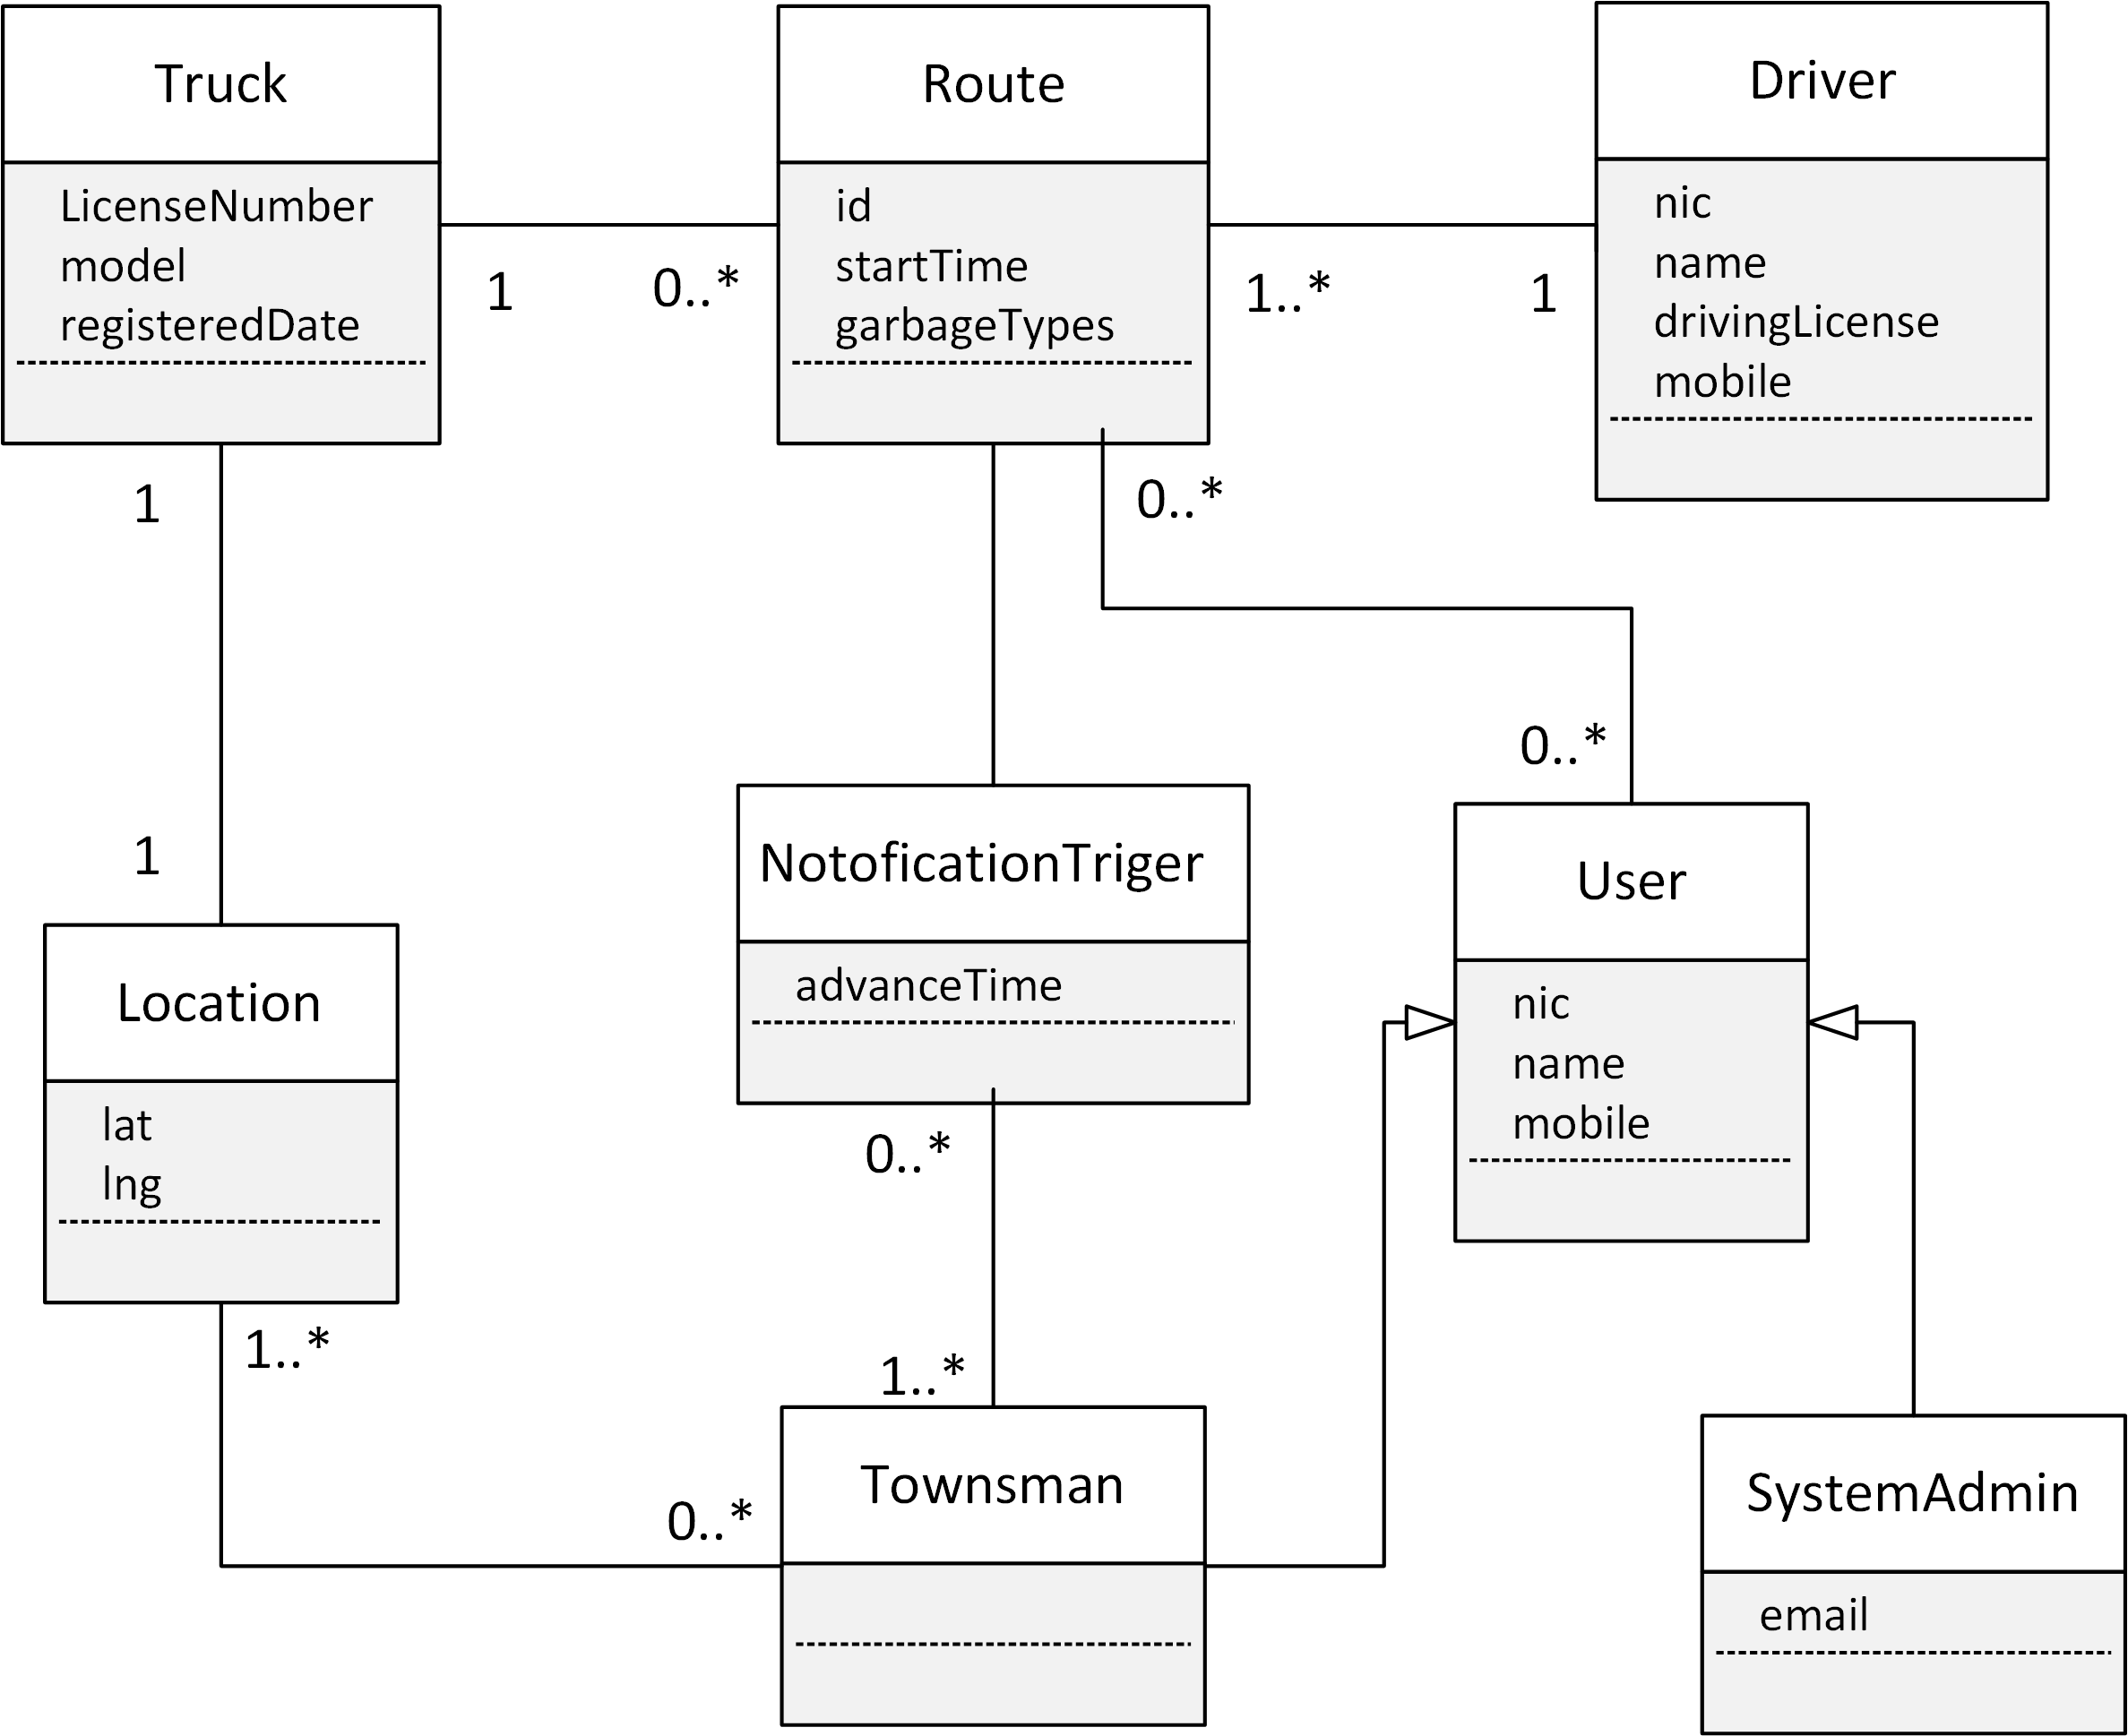 Truck
LicenseNumber
model
registeredDate
1
0..*
Route
id
startTime
garbageTypes
1..*
1
Driver
nic
name
drivingLicense
mobile
1
0..*
0..*
1
NotoficationTriger
advanceTime
User
nic
name
mobile
Location
lat
lng
0..*
1..*
1..*
0..*
Townsman
SystemAdmin
email